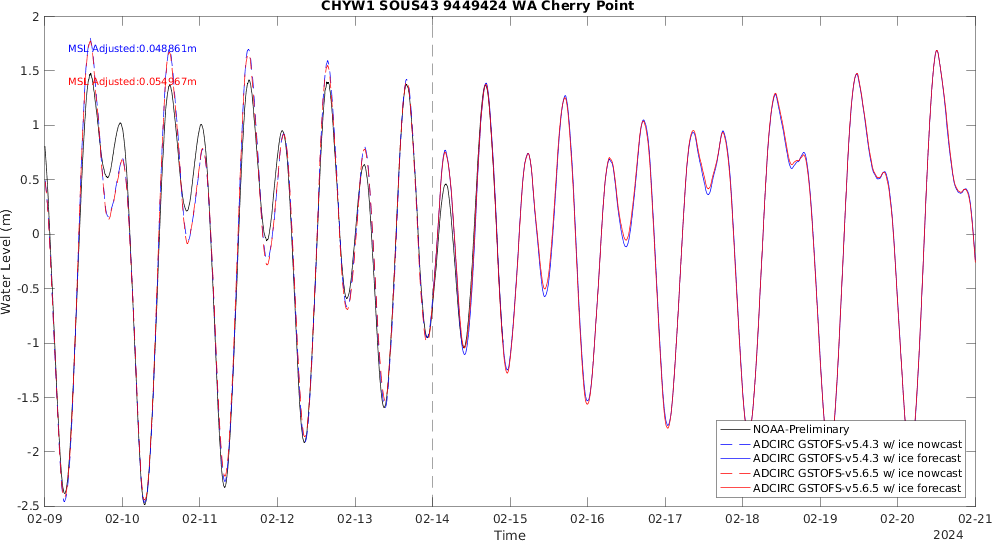 CHYW1 SOUS43 9449424 WA Cherry Point
MSL Adjusted:0.048861m
MSL Adjusted:0.054967m
Water Level (m)
2
1.5
1
0.5
0
-0.5
-1
-1.5
-2
-2.5
NOAA-Preliminary
ADCIRC GSTOFS-v5.4.3 w/ ice nowcast
ADCIRC GSTOFS-v5.4.3 w/ ice forecast
ADCIRC GSTOFS-v5.6.5 w/ ice nowcast
ADCIRC GSTOFS-v5.6.5 w/ ice forecast
02-09 02-10 02-11 02-12 02-13 02-14 02-15 02-16 02-17 02-18 02-19 02-20 02-21
Time
2024